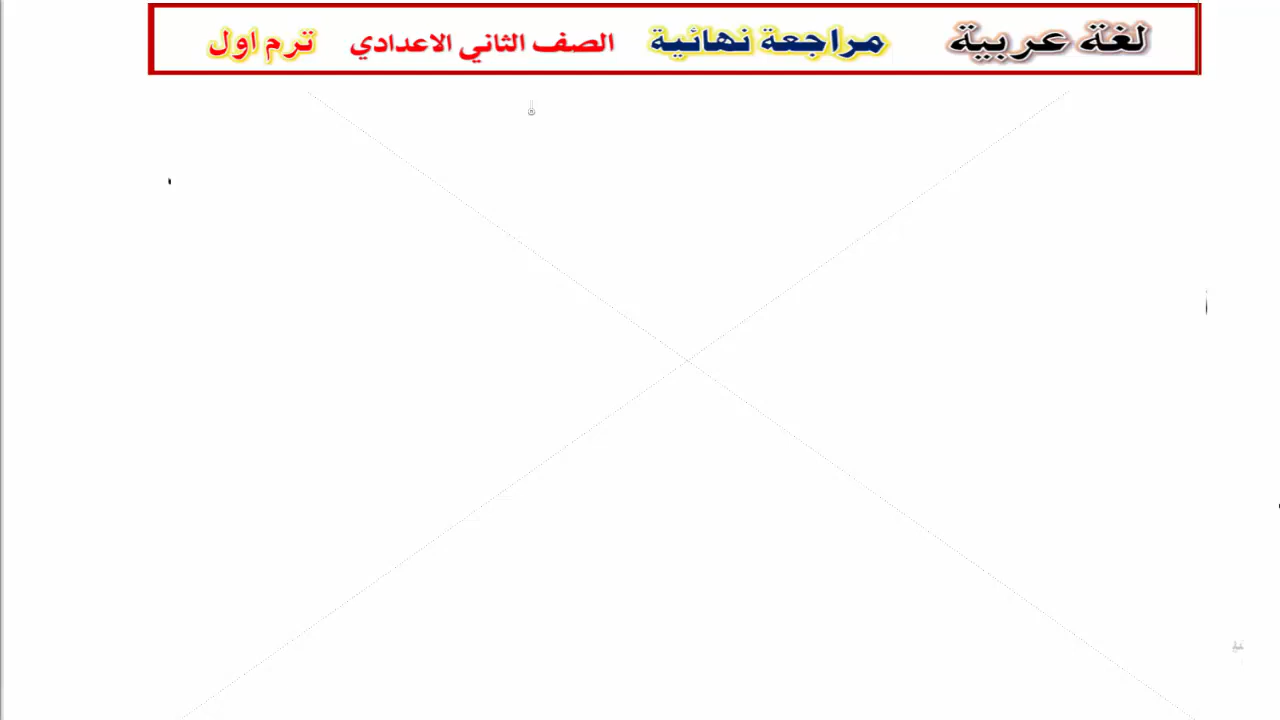 لغة عربية مراجعة نهائية الصف الثاني الاعدادي ترم اول